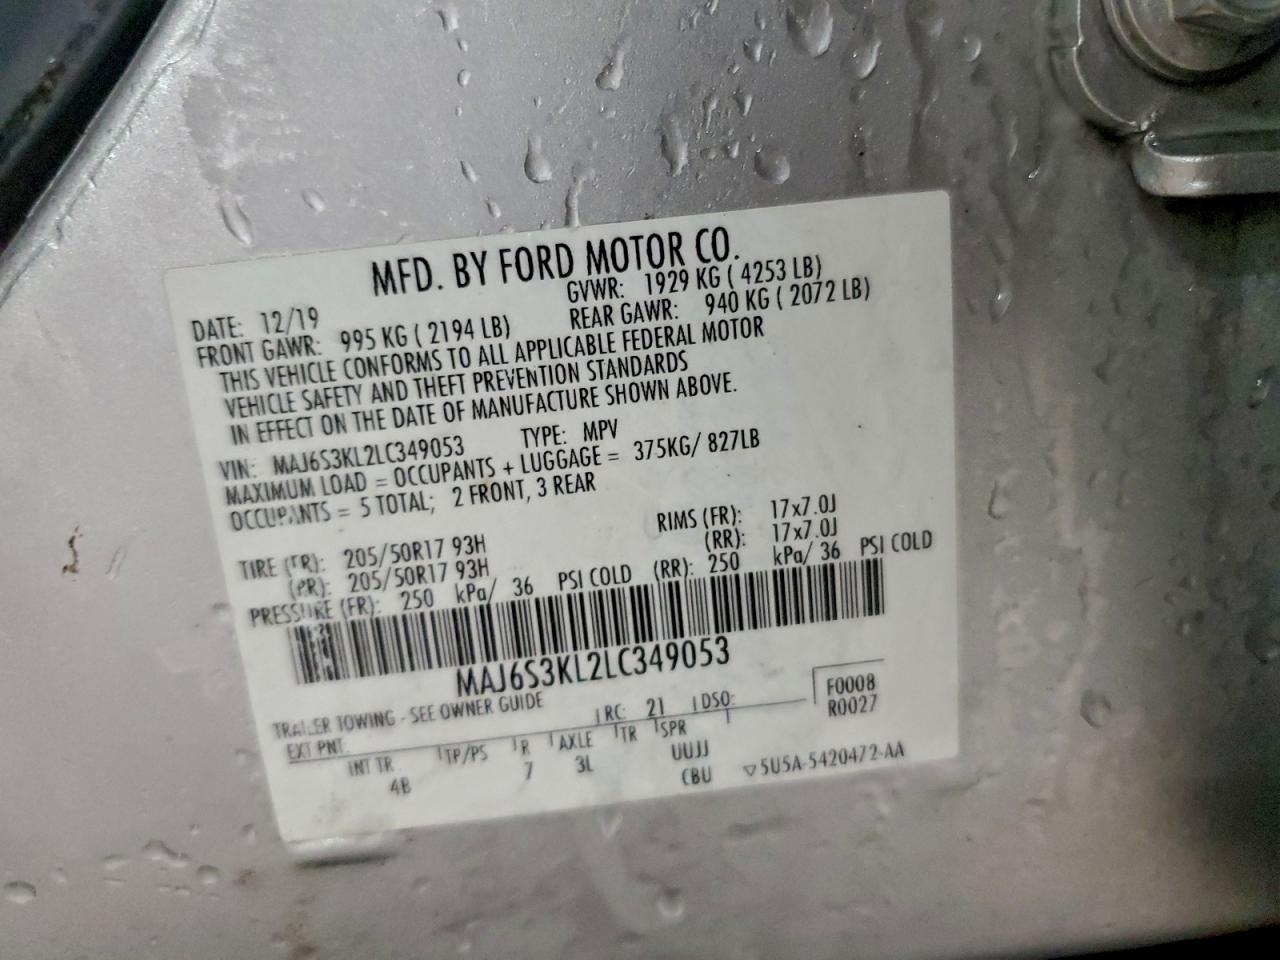 MFD. BY FORD MOTOR CO.
DATE: 12/19 GVWR: 1929 KG ( 4253 LB)
FRONT GAWR: 995 KG ( 2194 LB) REAR GAWR: 940 KG ( 2072 LB)
THIS VEHICLE CONFORMS TO ALL APPLICABLE FEDERAL MOTOR
VEHICLE SAFETY AND THEFT PREVENTION STANDARDS
IN EFFECT ON THE DATE OF MANUFACTURE SHOWN ABOVE.
VIN: MAJ6S3KL2LC349053 TYPE: MPV
MAXIMUM LOAD = OCCUPANTS + LUGGAGE = 375KG/ 827LB
OCCUPANTS = 5 TOTAL; 2 FRONT, 3 REAR
TIRE (FR): 205/50R17 93H RIMS (FR): 17x7.0J
(RR): 205/50R17 93H (RR): 17x7.0J
PRESSURE (FR): 250 kPa/ 36 PSI COLD (RR): 250 kPa/ 36 PSI COLD
MAJ6S3KL2LC349053
TRAILER TOWING - SEE OWNER GUIDE
EXT PNT: RC: 21 DSO: F0008
R0027
INT TR TP/PS R AXLE TR SPR
4B 7 3L UUJJ
CBU ▽5U5A-5420472-AA